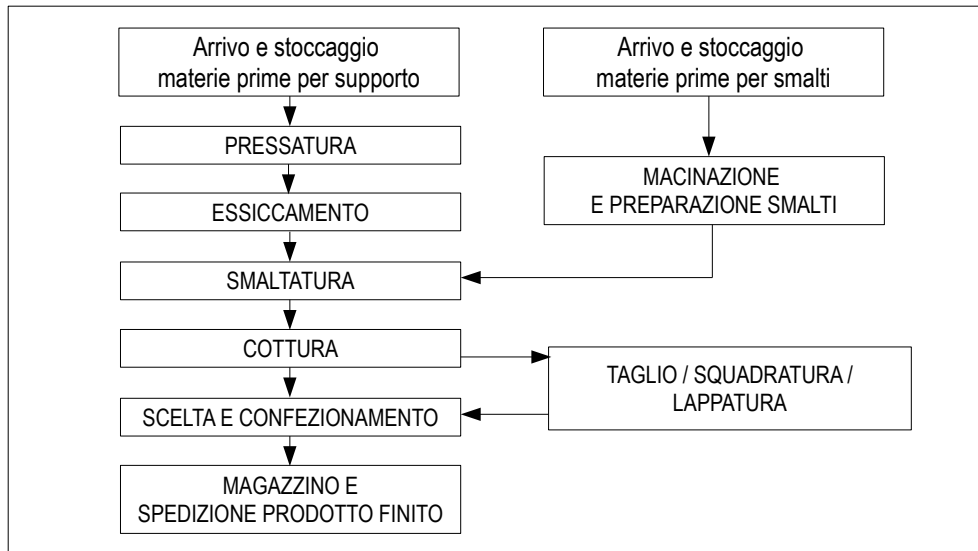 Arrivo e stoccaggio
materie prime per supporto
Arrivo e stoccaggio
materie prime per smalti
PRESSATURA
MACINAZIONE
E PREPARAZIONE SMALTI
ESSICCAMENTO
SMALTATURA
COTTURA
TAGLIO / SQUADRATURA /
LAPPATURA
SCELTA E CONFEZIONAMENTO
MAGAZZINO E
SPEDIZIONE PRODOTTO FINITO